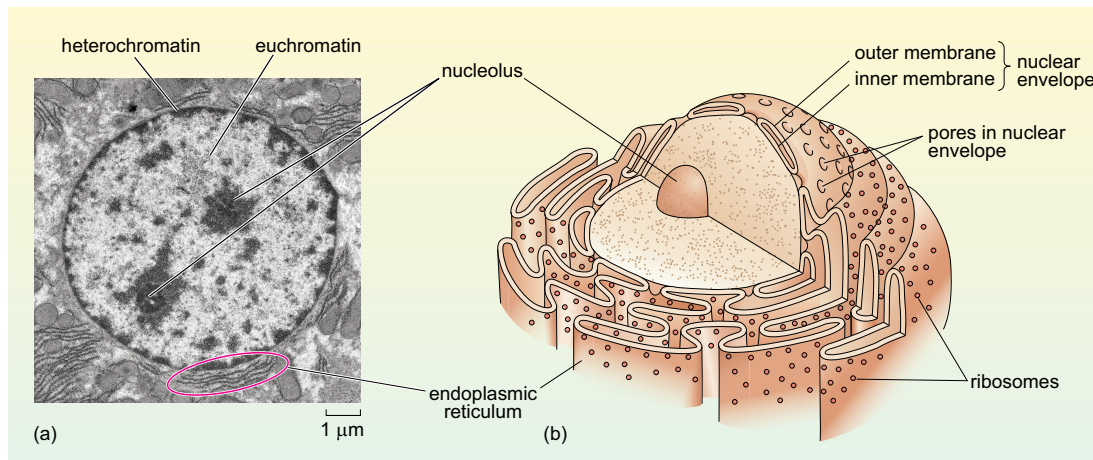 heterochromatin
euchromatin
nucleolus
outer membrane
inner membrane
nuclear
envelope
pores in nuclear
envelope
endoplasmic
reticulum
ribosomes
1 μm
(a)
(b)